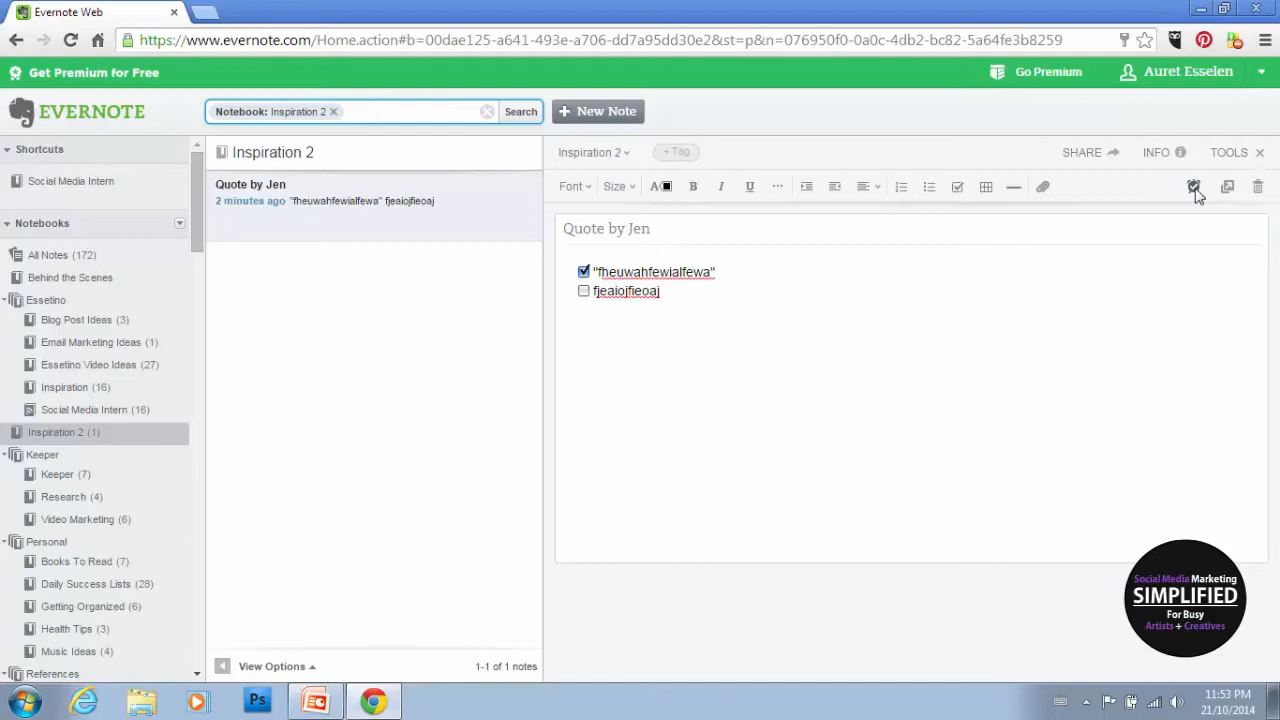 Evernote Web
https://www.evernote.com/Home.action#b=00dae125-a641-493e-a706-dd7a95dd30e2&st=p&n=076950f0-0a0c-4db2-bc82-5a64fe3b8259
Get Premium for Free
Go Premium
Auret Esselen
EVERNOTE
Notebook: Inspiration 2
Search
+ New Note
Shortcuts
Social Media Intern
Notebooks
All Notes (172)
Behind the Scenes
Essetino
Blog Post Ideas (3)
Email Marketing Ideas (1)
Essetino Video Ideas (27)
Inspiration (16)
Social Media Intern (16)
Inspiration 2 (1)
Keeper
Keeper (7)
Research (4)
Video Marketing (6)
Personal
Books To Read (7)
Daily Success Lists (28)
Getting Organized (6)
Health Tips (3)
Music Ideas (4)
References
Inspiration 2
Quote by Jen
2 minutes ago "fheuwahfewialfewa" fjeaiojfieoaj
View Options
1-1 of 1 notes
Inspiration 2
+ Tag
SHARE
INFO
TOOLS
Font
Size
A
B
I
U
Quote by Jen
"fheuwahfewialfewa"
fjeaiojfieoaj
Social Media Marketing
SIMPLIFIED
For Busy
Artists + Creatives
Ps
11:53 PM
21/10/2014